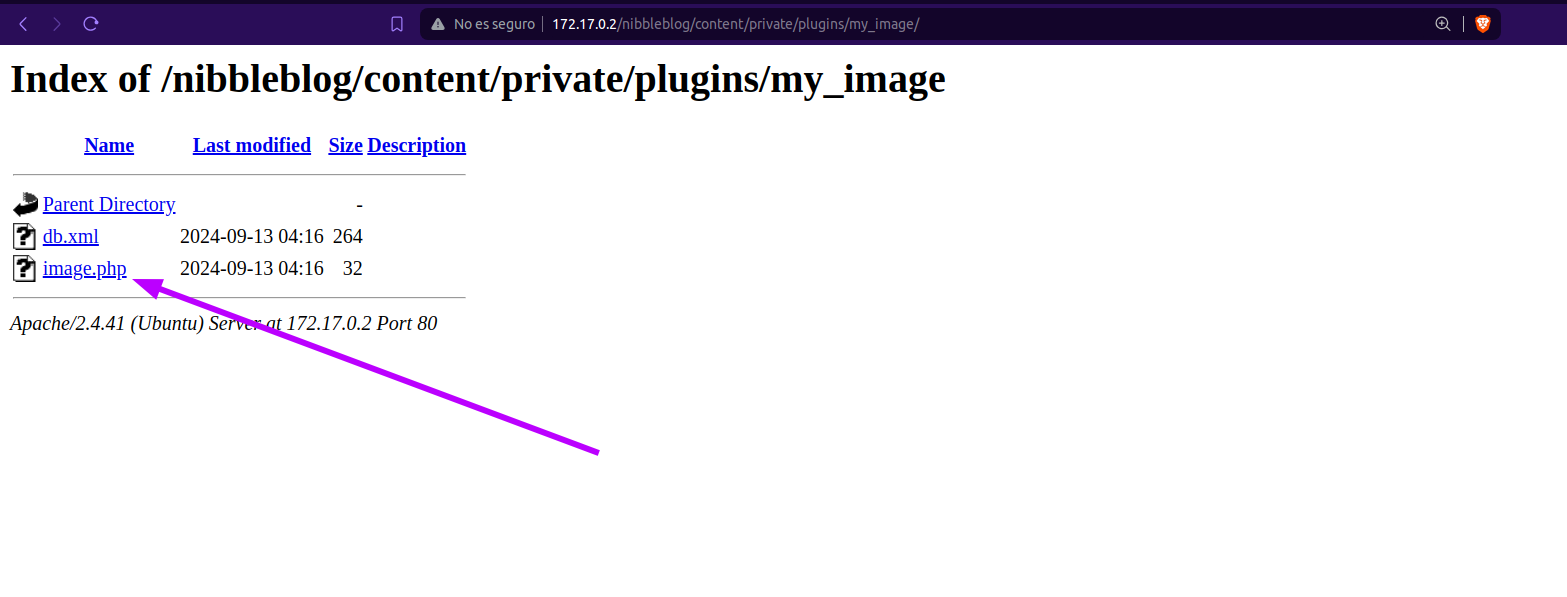 No es seguro 172.17.0.2/nibbleblog/content/private/plugins/my_image/
Index of /nibbleblog/content/private/plugins/my_image
Name Last modified Size Description
Parent Directory -
db.xml 2024-09-13 04:16 264
image.php 2024-09-13 04:16 32
Apache/2.4.41 (Ubuntu) Server at 172.17.0.2 Port 80